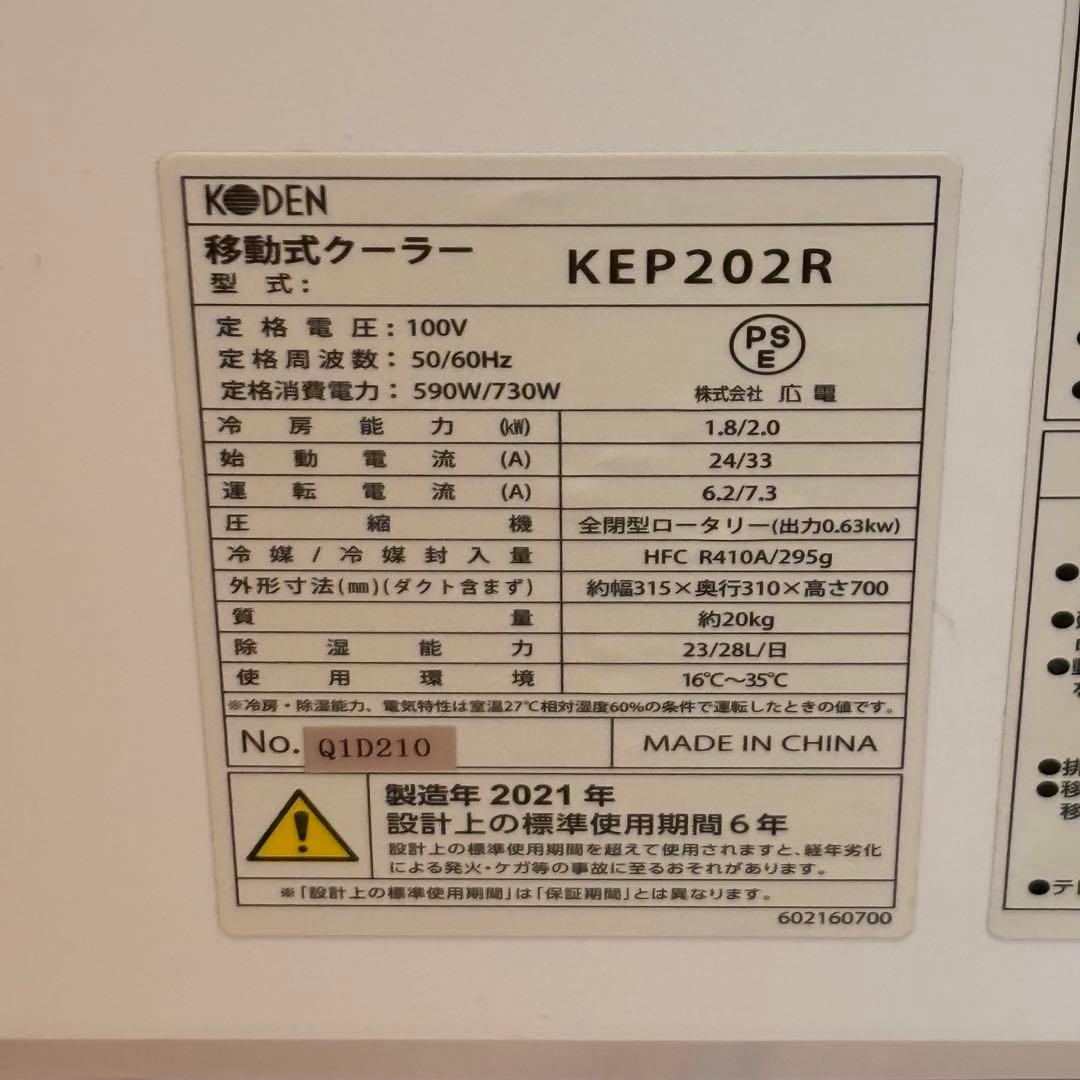 KODEN
移動式クーラー
型 式: KEP202R
定格電圧: 100V
定格周波数: 50/60Hz
定格消費電力: 590W/730W
PS
E
株式会社 広電
冷房能力(kW) 1.8/2.0
始動電流(A) 24/33
運転電流(A) 6.2/7.3
圧縮機 全閉型ロータリー(出力0.63kw)
冷媒/冷媒封入量 HFC R410A/295g
外形寸法(mm)(ダクト含まず) 約幅315×奥行310×高さ700
質量 約20kg
除湿能力 23/28L/日
使用環境 16℃～35℃
※冷房・除湿能力、電気特性は室温27℃相対湿度60%の条件で運転したときの値です。
No. Q1D210 MADE IN CHINA
製造年 2021 年
設計上の標準使用期間 6 年
設計上の標準使用期間を超えて使用されますと、経年劣化
による発火・ケガ等の事故に至るおそれがあります。
※「設計上の標準使用期間」は「保証期間」とは異なります。
602160700